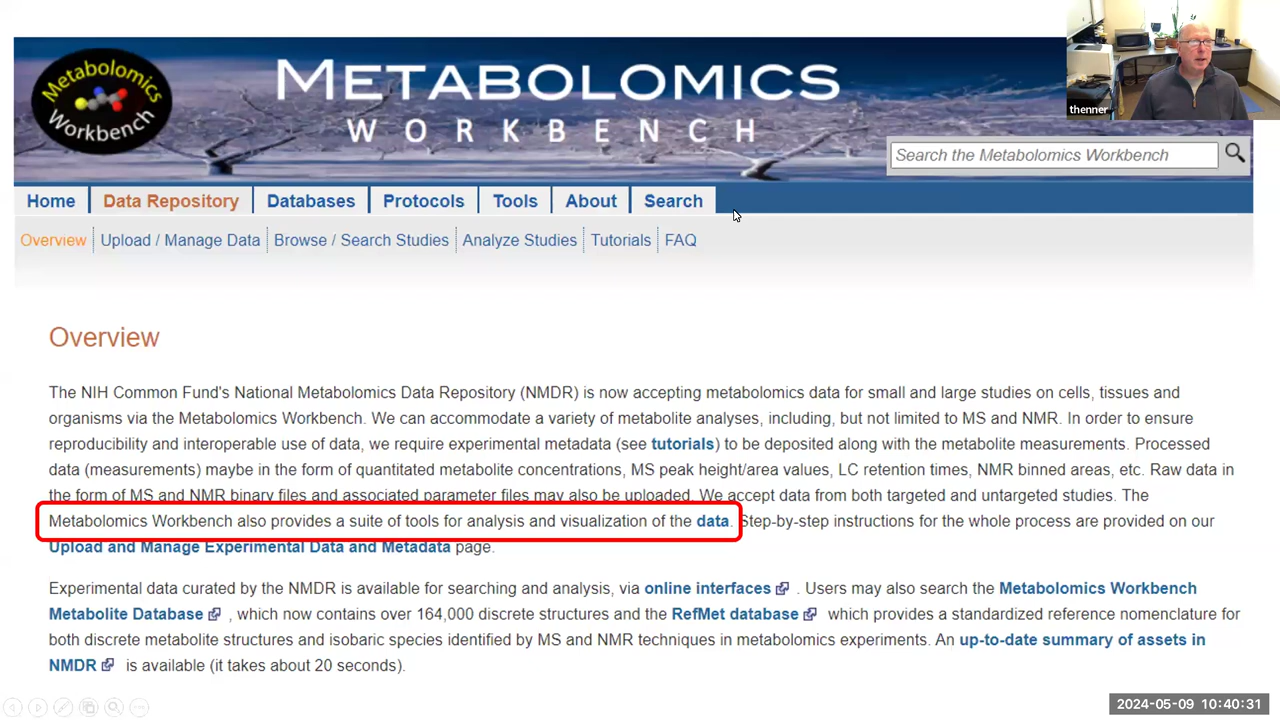 Metabolomics
Workbench
METABOLOMICS
WORKBENCH
thenner
Search the Metabolomics Workbench
Home Data Repository Databases Protocols Tools About Search
Overview Upload / Manage Data Browse / Search Studies Analyze Studies Tutorials FAQ
Overview
The NIH Common Fund's National Metabolomics Data Repository (NMDR) is now accepting metabolomics data for small and large studies on cells, tissues and
organisms via the Metabolomics Workbench. We can accommodate a variety of metabolite analyses, including, but not limited to MS and NMR. In order to ensure
reproducibility and interoperable use of data, we require experimental metadata (see tutorials) to be deposited along with the metabolite measurements. Processed
data (measurements) maybe in the form of quantitated metabolite concentrations, MS peak height/area values, LC retention times, NMR binned areas, etc. Raw data in
the form of MS and NMR binary files and associated parameter files may also be uploaded. We accept data from both targeted and untargeted studies. The
Metabolomics Workbench also provides a suite of tools for analysis and visualization of the data. Step-by-step instructions for the whole process are provided on our
Upload and Manage Experimental Data and Metadata page.
Experimental data curated by the NMDR is available for searching and analysis, via online interfaces . Users may also search the Metabolomics Workbench
Metabolite Database , which now contains over 164,000 discrete structures and the RefMet database which provides a standardized reference nomenclature for
both discrete metabolite structures and isobaric species identified by MS and NMR techniques in metabolomics experiments. An up-to-date summary of assets in
NMDR is available (it takes about 20 seconds).
2024-05-09 10:40:31